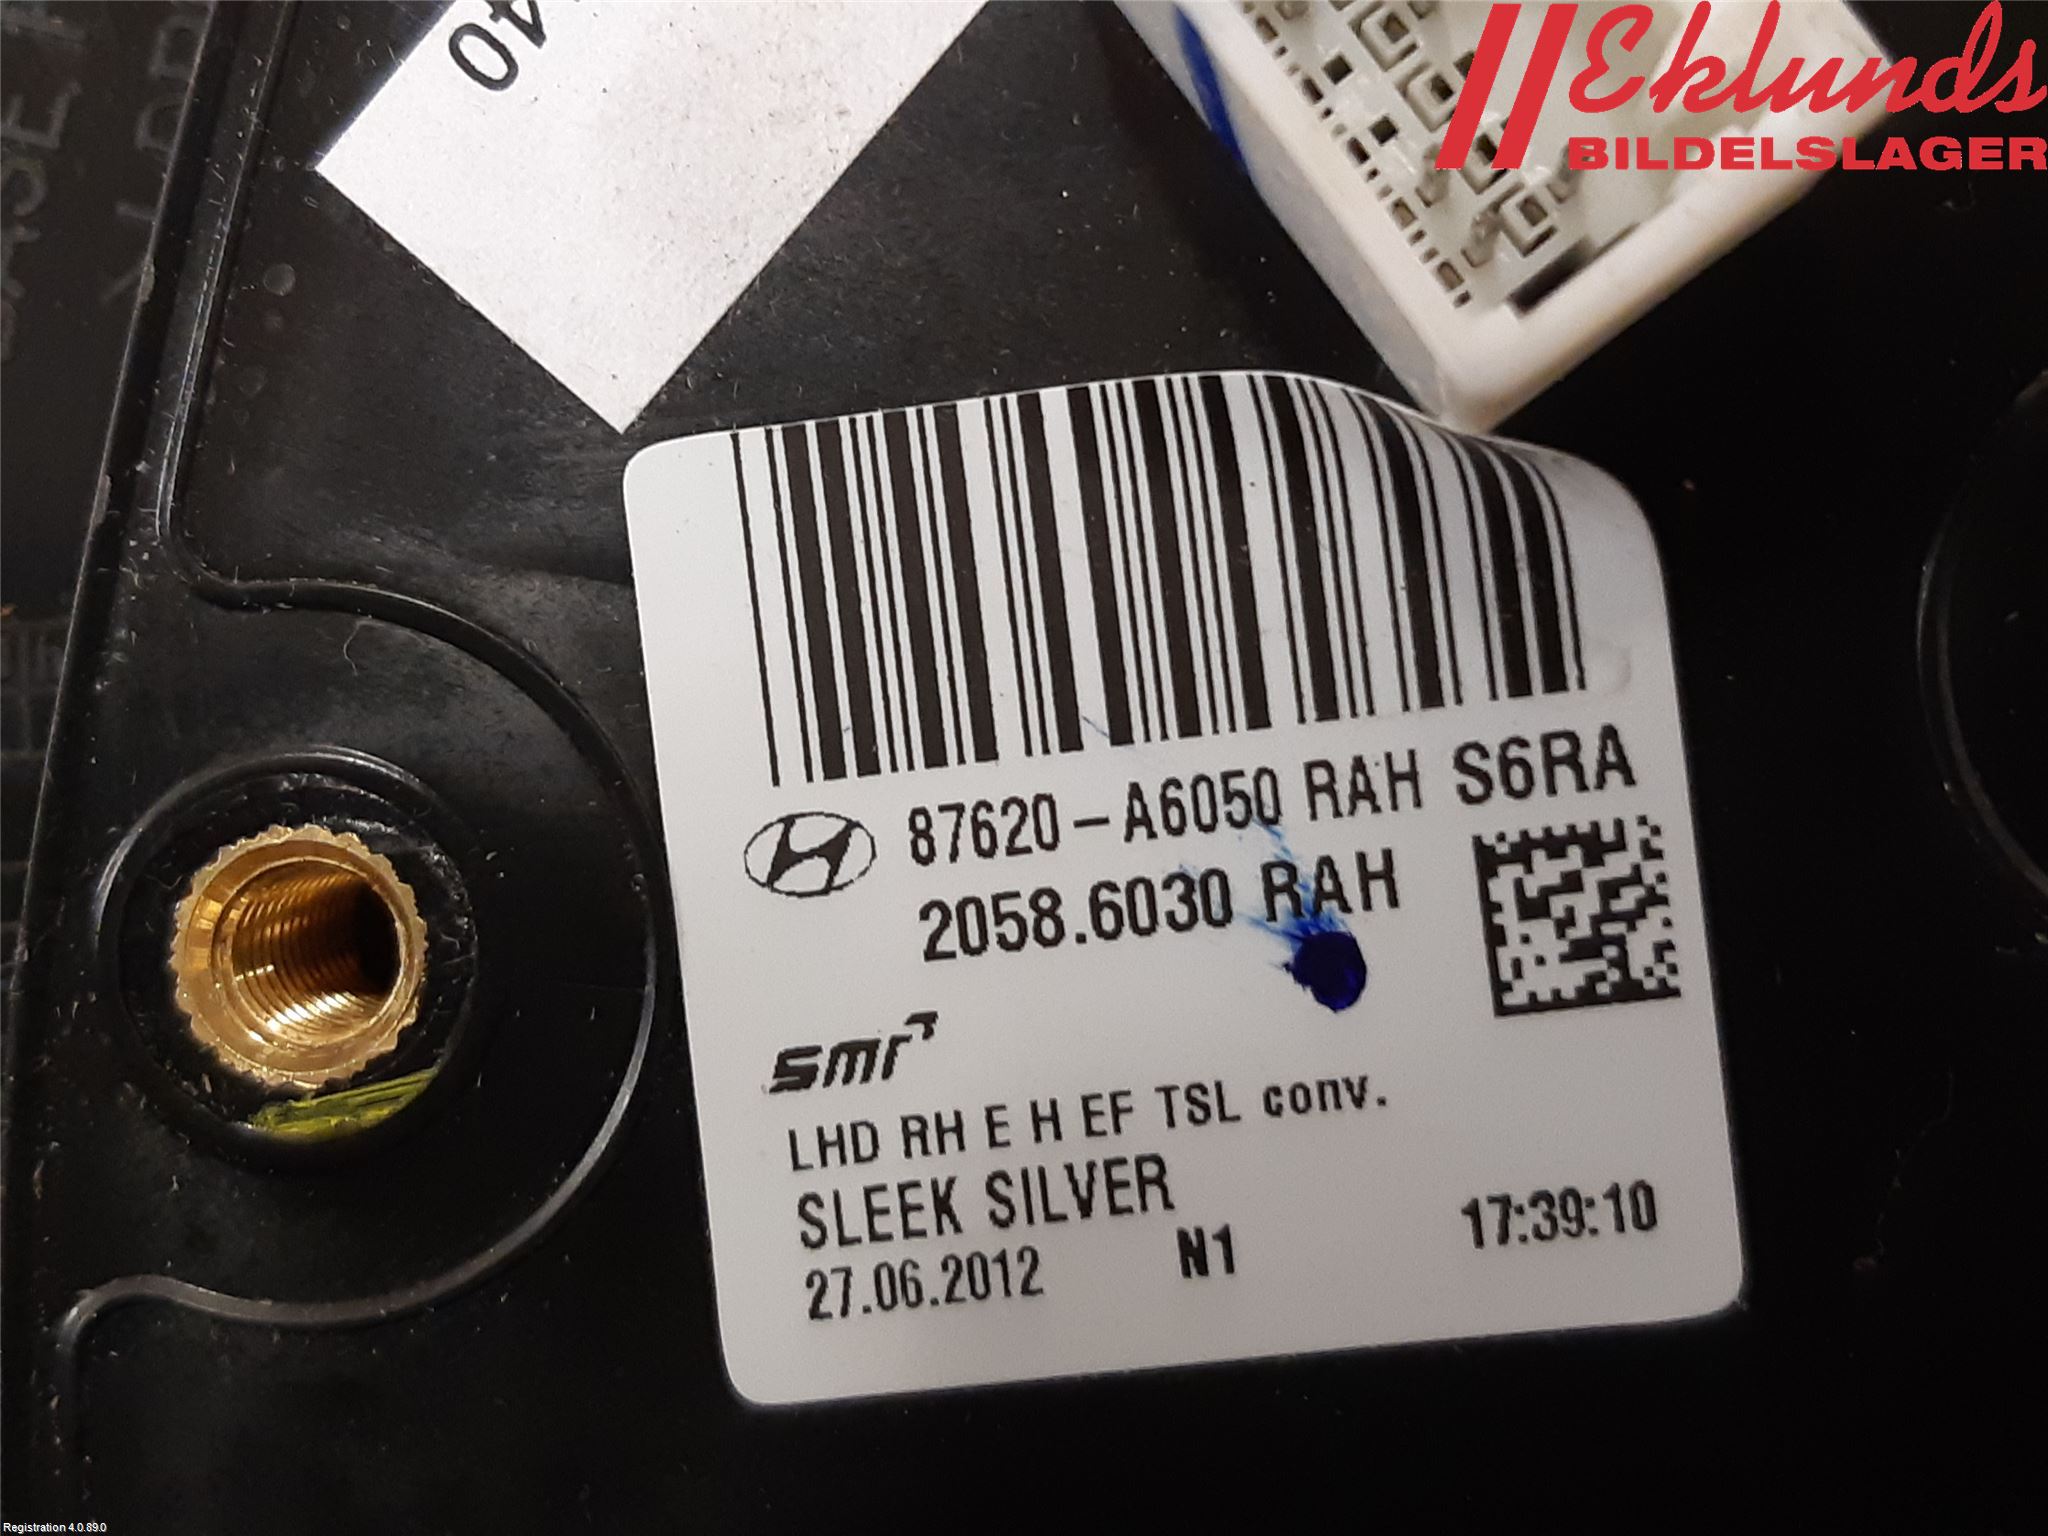 40
Eklunds
BILDELSLAGER
87620-A6050 RAH S6RA
2058.6030 RAH
smr
LHD RH E H EF TSL conv.
SLEEK SILVER
27.06.2012 N1 17:39:10
Registration 4.0.89.0